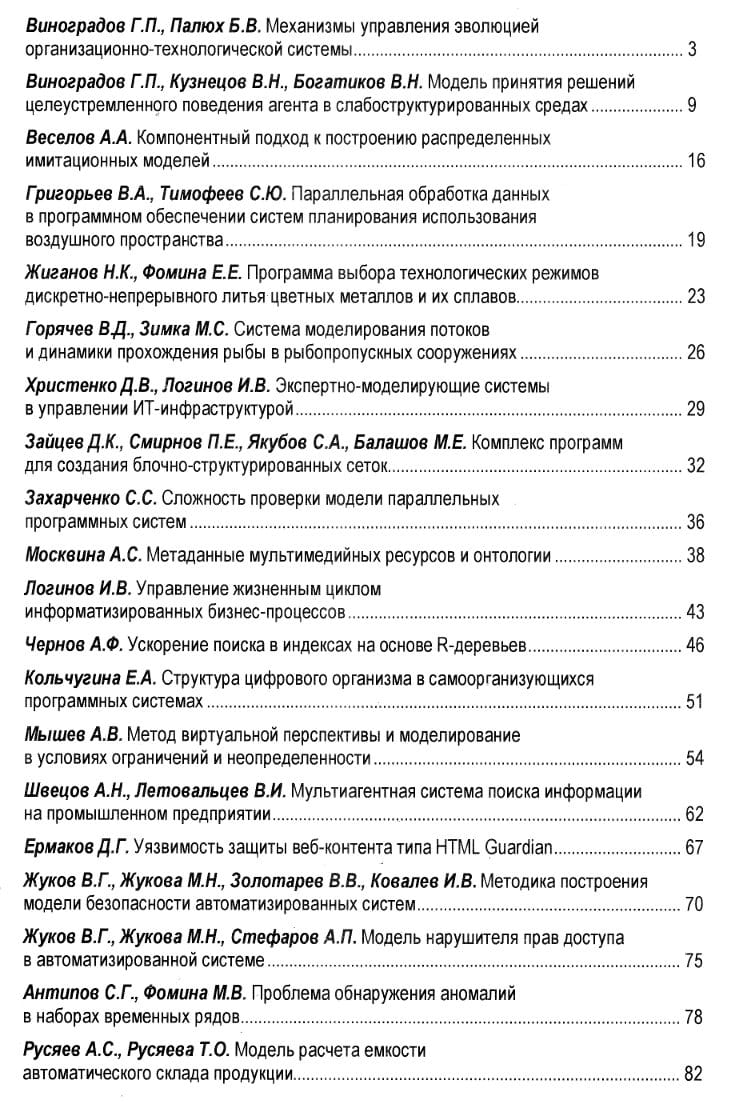 Виноградов Г.П., Палюх Б.В. Механизмы управления эволюцией
организационно-технологической системы........ 3
Виноградов Г.П., Кузнецов В.Н., Богатиков В.Н. Модель принятия решений
целеустремленного поведения агента в слабоструктурированных средах ........ 9
Веселов А.А. Компонентный подход к построению распределенных
имитационных моделей ........ 16
Григорьев В.А., Тимофеев С.Ю. Параллельная обработка данных
в программном обеспечении систем планирования использования
воздушного пространства ........ 19
Жиганов Н.К., Фомина Е.Е. Программа выбора технологических режимов
дискретно-непрерывного литья цветных металлов и их сплавов........ 23
Горячев В.Д., Зимка М.С. Система моделирования потоков
и динамики прохождения рыбы в рыбопропускных сооружениях ........ 26
Христенко Д.В., Логинов И.В. Экспертно-моделирующие системы
в управлении ИТ-инфраструктурой........ 29
Зайцев Д.К., Смирнов П.Е., Якубов С.А., Балашов М.Е. Комплекс программ
для создания блочно-структурированных сеток........ 32
Захарченко С.С. Сложность проверки модели параллельных
программных систем ........ 36
Москвина А.С. Метаданные мультимедийных ресурсов и онтологии ........ 38
Логинов И.В. Управление жизненным циклом
информатизированных бизнес-процессов ........ 43
Чернов А.Ф. Ускорение поиска в индексах на основе R-деревьев........ 46
Кольчугина Е.А. Структура цифрового организма в самоорганизующихся
программных системах ........ 51
Мышев А.В. Метод виртуальной перспективы и моделирование
в условиях ограничений и неопределенности........ 54
Швецов А.Н., Летовальцев В.И. Мультиагентная система поиска информации
на промышленном предприятии........ 62
Ермаков Д.Г. Уязвимость защиты веб-контента типа HTML Guardian........ 67
Жуков В.Г., Жукова М.Н., Золотарев В.В., Ковалев И.В. Методика построения
модели безопасности автоматизированных систем........ 70
Жуков В.Г., Жукова М.Н., Стефаров А.П. Модель нарушителя прав доступа
в автоматизированной системе ........ 75
Антипов С.Г., Фомина М.В. Проблема обнаружения аномалий
в наборах временных рядов........ 78
Русяев А.С., Русяева Т.О. Модель расчета емкости
автоматического склада продукции........ 82